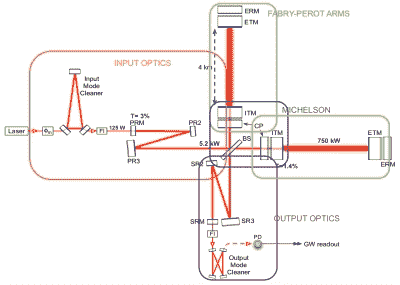 ERM
FABRY-PEROT ARMS
ETM
4 km
INPUT OPTICS
MICHELSON
Input
Mode
Cleaner
T= 3%
PRM
PR2
ITM
CP
Laser
FI
125 W
BS
ITM
ETM
5.2 kW
750 kW
PR3
ERM
1.4%
SRM
SR3
OUTPUT OPTICS
FI
PD
GW readout
Output
Mode
Cleaner